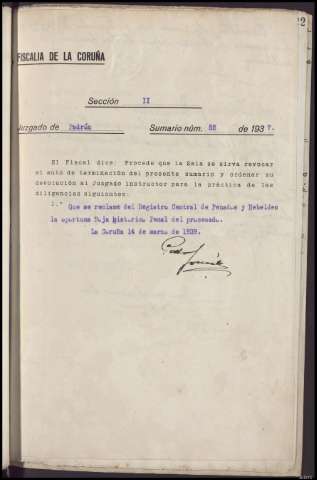 2
FISCALIA DE LA CORUÑA
Sección II
Juzgado de Padrón Sumario núm. 88 de 1937.
El Fiscal dice: Procede que la Sala se sirva revocar
el auto de terminación del presente sumario y ordenar su
devolución al Juzgado instructor para la práctica de las
diligencias siguientes:
1.º Que se reclame del Registro Central de Penados y Rebeldes
la oportuna Hoja histórico Penal del procesado.
La Coruña 14 de marzo de 1939.